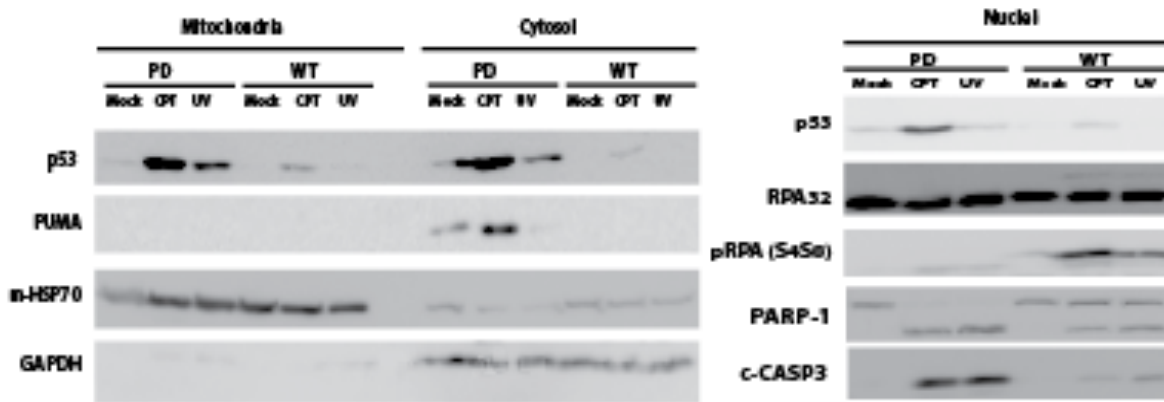 Mitochondria Cytosol
PD WT PD WT
Mock CPT UV Mock CPT UV Mock CPT UV Mock CPT UV
p53
PUMA
m-HSP70
GAPDH
Nuclei
PD WT
Mock CPT UV Mock CPT UV
p53
RPA32
pRPA (S4S8)
PARP-1
c-CASP3